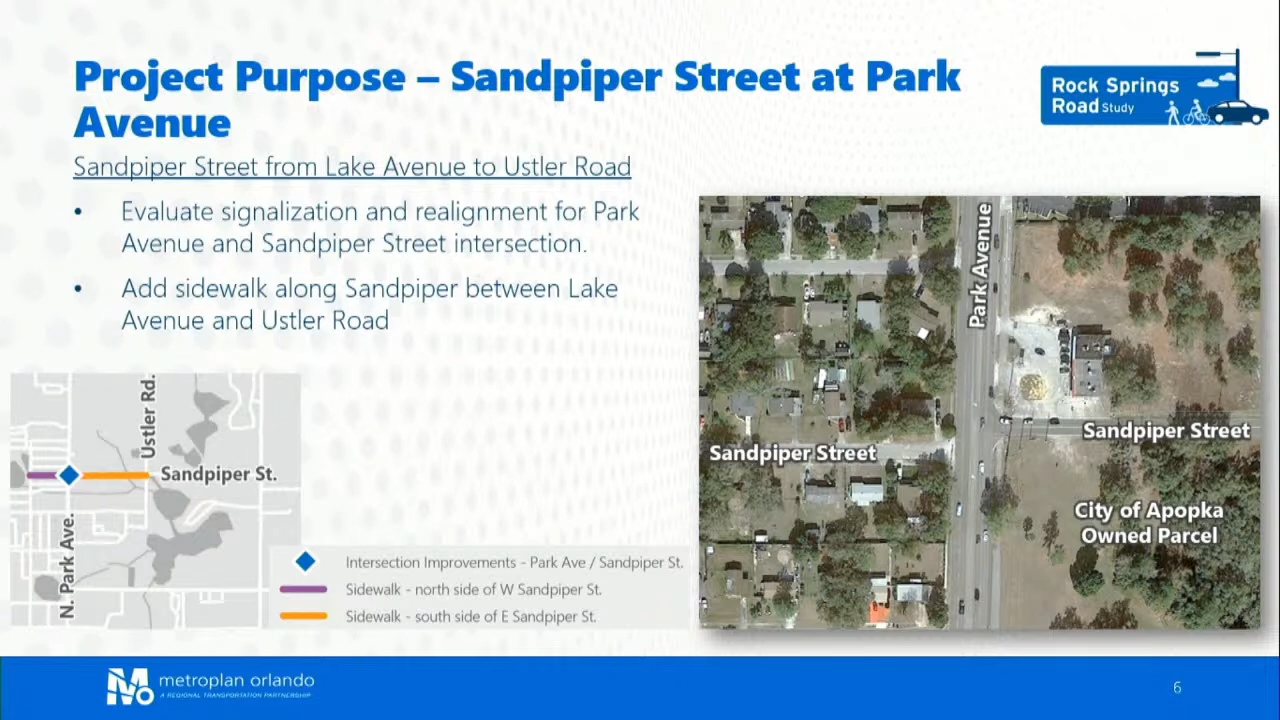 Project Purpose – Sandpiper Street at Park
Avenue
Rock Springs
Road Study
Sandpiper Street from Lake Avenue to Ustler Road
• Evaluate signalization and realignment for Park
Avenue and Sandpiper Street intersection.
• Add sidewalk along Sandpiper between Lake
Avenue and Ustler Road
Park Avenue
Sandpiper Street
Sandpiper Street
City of Apopka
Owned Parcel
Ustler Rd.
Sandpiper St.
N. Park Ave.
Intersection Improvements - Park Ave / Sandpiper St.
Sidewalk - north side of W Sandpiper St.
Sidewalk - south side of E Sandpiper St.
metroplan orlando
A REGIONAL TRANSPORTATION PARTNERSHIP
6